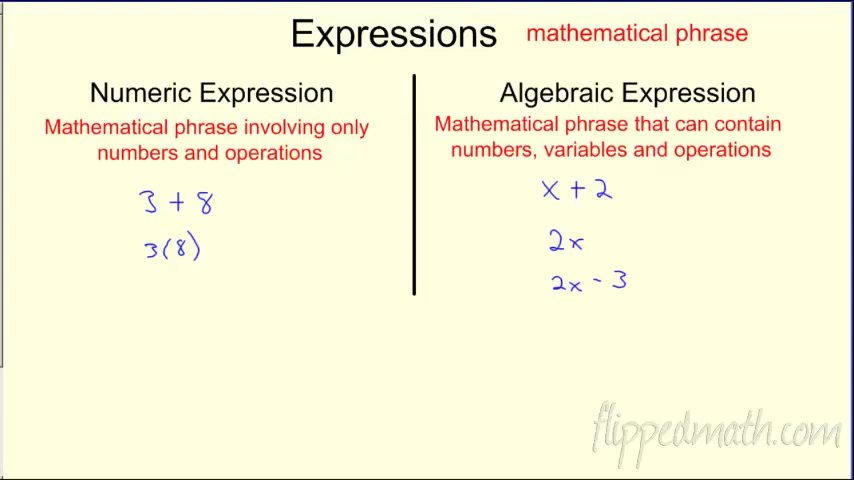 Expressions mathematical phrase
Numeric Expression
Mathematical phrase involving only
numbers and operations
3 + 8
3(8)
Algebraic Expression
Mathematical phrase that can contain
numbers, variables and operations
x + 2
2x
2x - 3
flippedmath.com